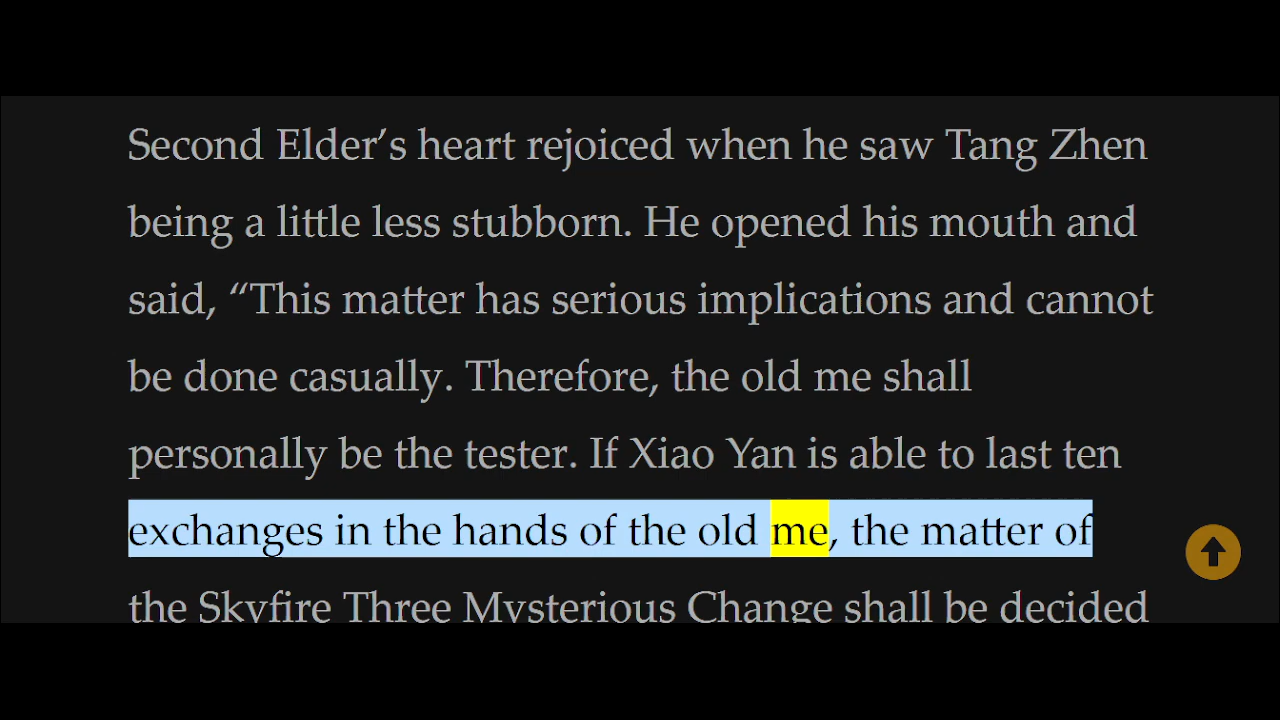 Second Elder’s heart rejoiced when he saw Tang Zhen
being a little less stubborn. He opened his mouth and
said, “This matter has serious implications and cannot
be done casually. Therefore, the old me shall
personally be the tester. If Xiao Yan is able to last ten
exchanges in the hands of the old me, the matter of
the Skyfire Three Mysterious Change shall be decided